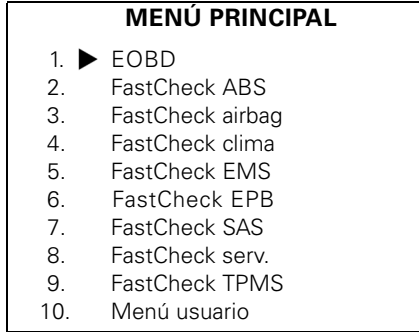 MENÚ PRINCIPAL
1. ▶ EOBD
2. FastCheck ABS
3. FastCheck airbag
4. FastCheck clima
5. FastCheck EMS
6. FastCheck EPB
7. FastCheck SAS
8. FastCheck serv.
9. FastCheck TPMS
10. Menú usuario